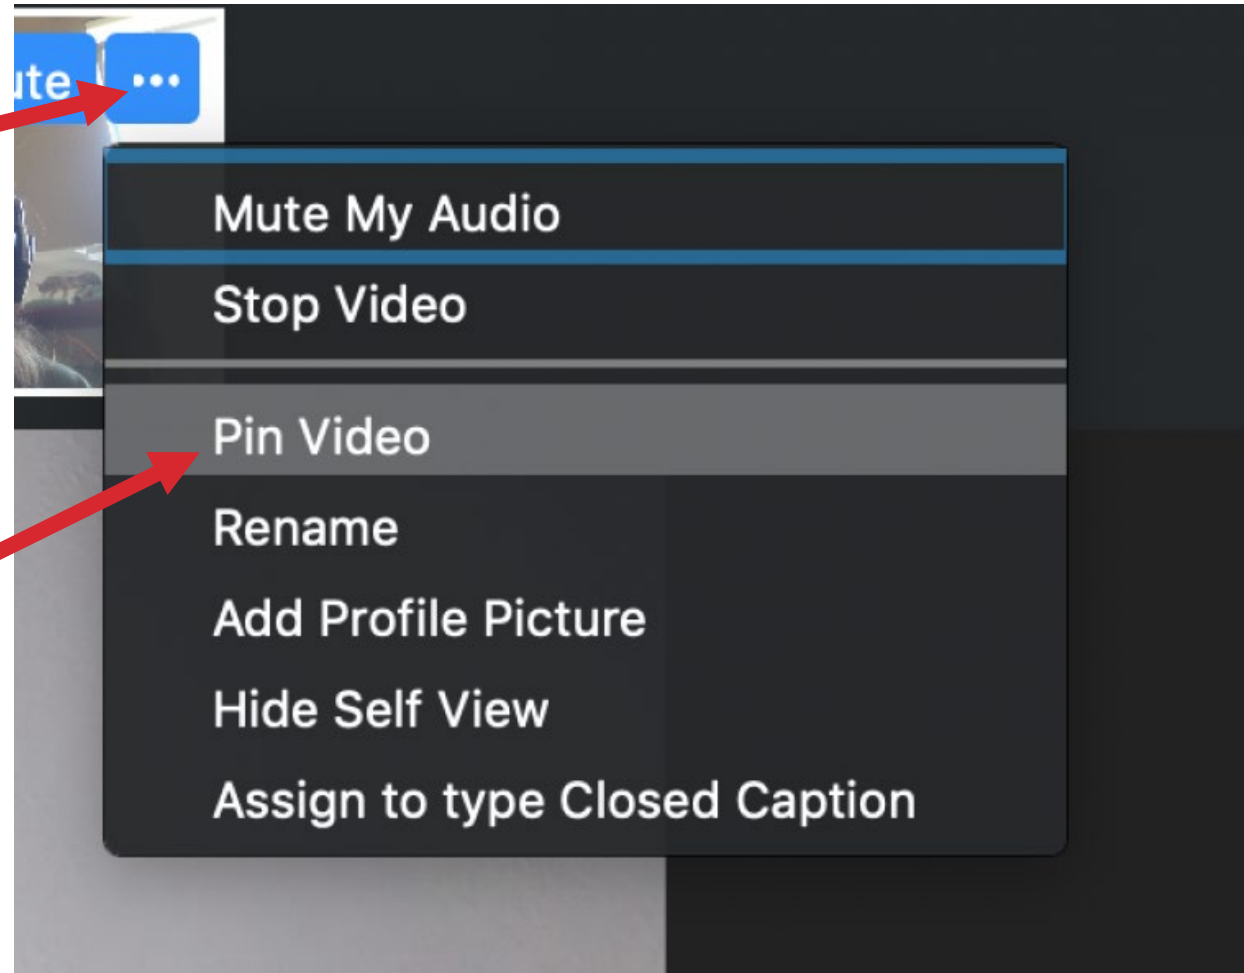 ute ...
Mute My Audio
Stop Video
Pin Video
Rename
Add Profile Picture
Hide Self View
Assign to type Closed Caption